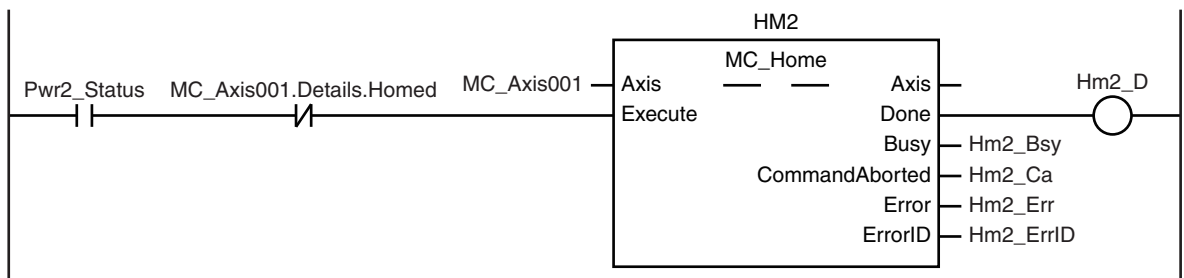 HM2
MC_Home
Pwr2_Status MC_Axis001.Details.Homed MC_Axis001 Axis Axis Hm2_D
Execute Done
Busy Hm2_Bsy
CommandAborted Hm2_Ca
Error Hm2_Err
ErrorID Hm2_ErrID